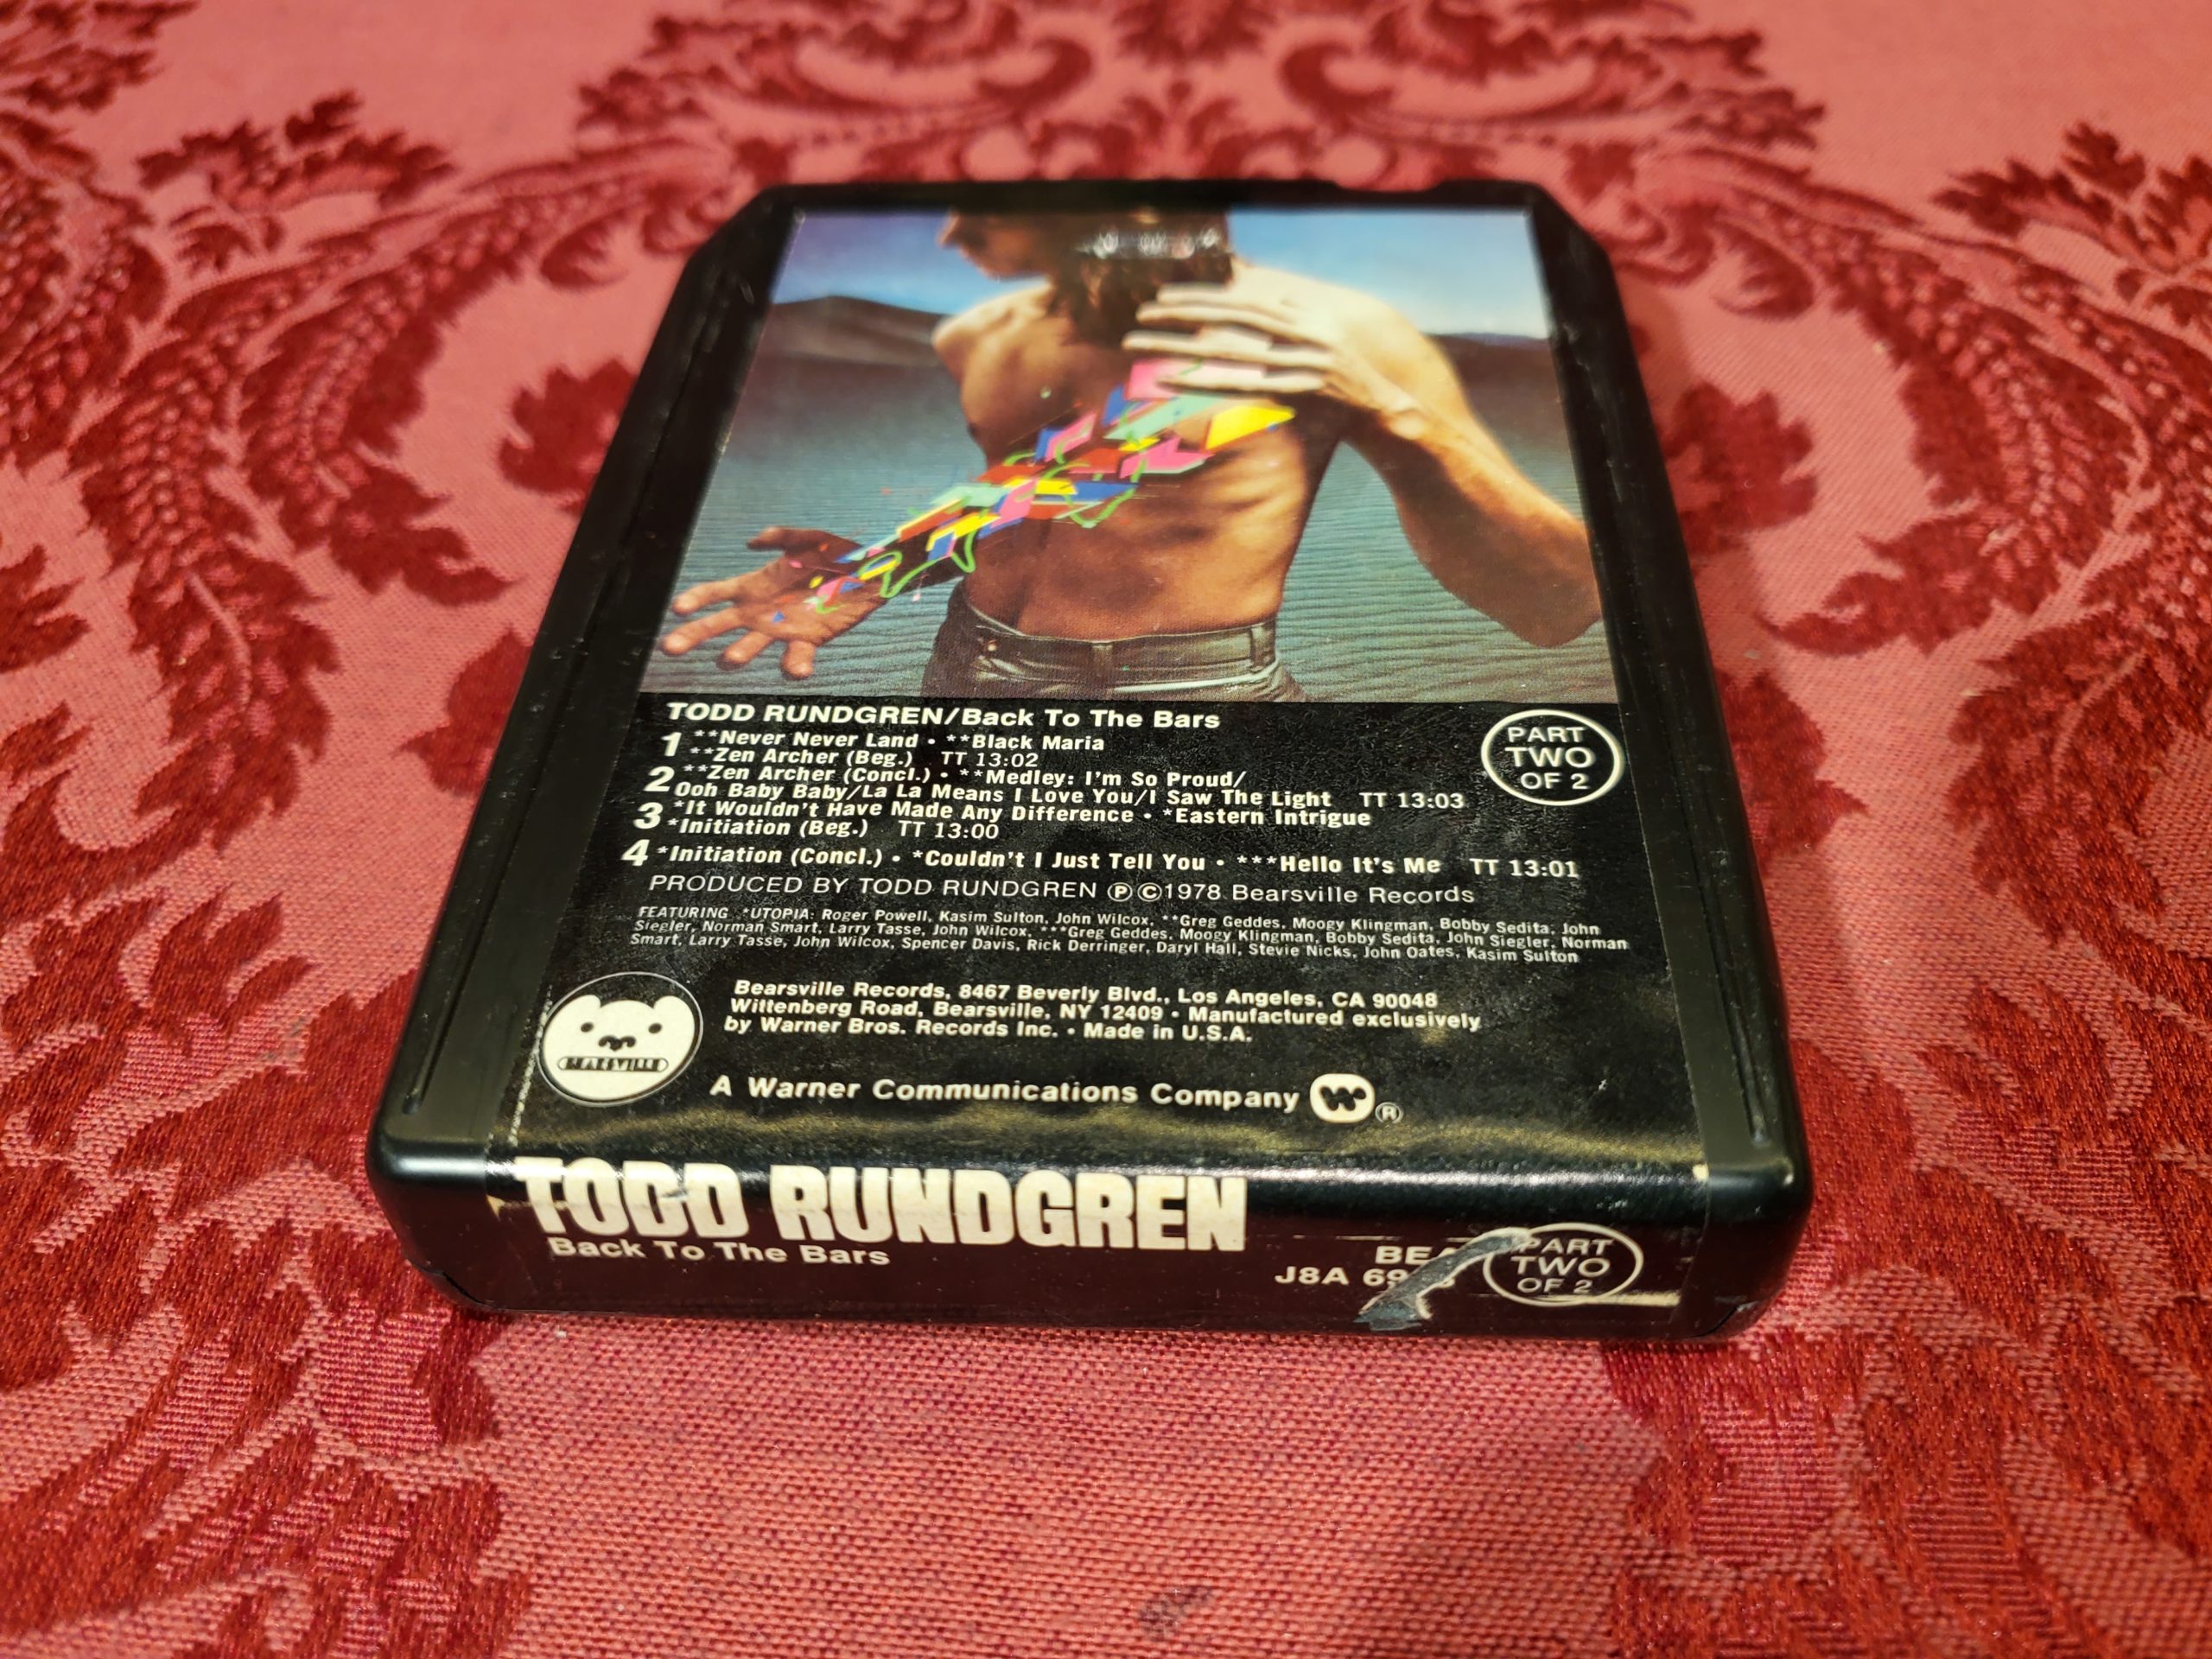 TODD RUNDGREN/Back To The Bars
PART
TWO
OF 2
1 **Never Never Land • **Black Maria
**Zen Archer (Beg.) TT 13:02
2 **Zen Archer (Concl.) • **Medley: I'm So Proud/
Ooh Baby Baby/La La Means I Love You/I Saw The Light TT 13:03
3 *It Wouldn't Have Made Any Difference • *Eastern Intrigue
*Initiation (Beg.) TT 13:00
4 *Initiation (Concl.) • *Couldn't I Just Tell You • ***Hello It's Me TT 13:01
PRODUCED BY TODD RUNDGREN ℗©1978 Bearsville Records
FEATURING *UTOPIA: Roger Powell, Kasim Sulton, John Wilcox, **Greg Geddes, Moogy Klingman, Bobby Sedita, John
Siegler, Norman Smart, Larry Tasse, John Wilcox, ***Greg Geddes, Moogy Klingman, Bobby Sedita, John Siegler, Norman
Smart, Larry Tasse, John Wilcox, Spencer Davis, Rick Derringer, Daryl Hall, Stevie Nicks, John Oates, Kasim Sulton
BEARSVILLE
Bearsville Records, 8467 Beverly Blvd., Los Angeles, CA 90048
Wittenberg Road, Bearsville, NY 12409 • Manufactured exclusively
by Warner Bros. Records Inc. • Made in U.S.A.
A Warner Communications Company W ®
TODD RUNDGREN
Back To The Bars
J8A
PART
TWO
OF 2